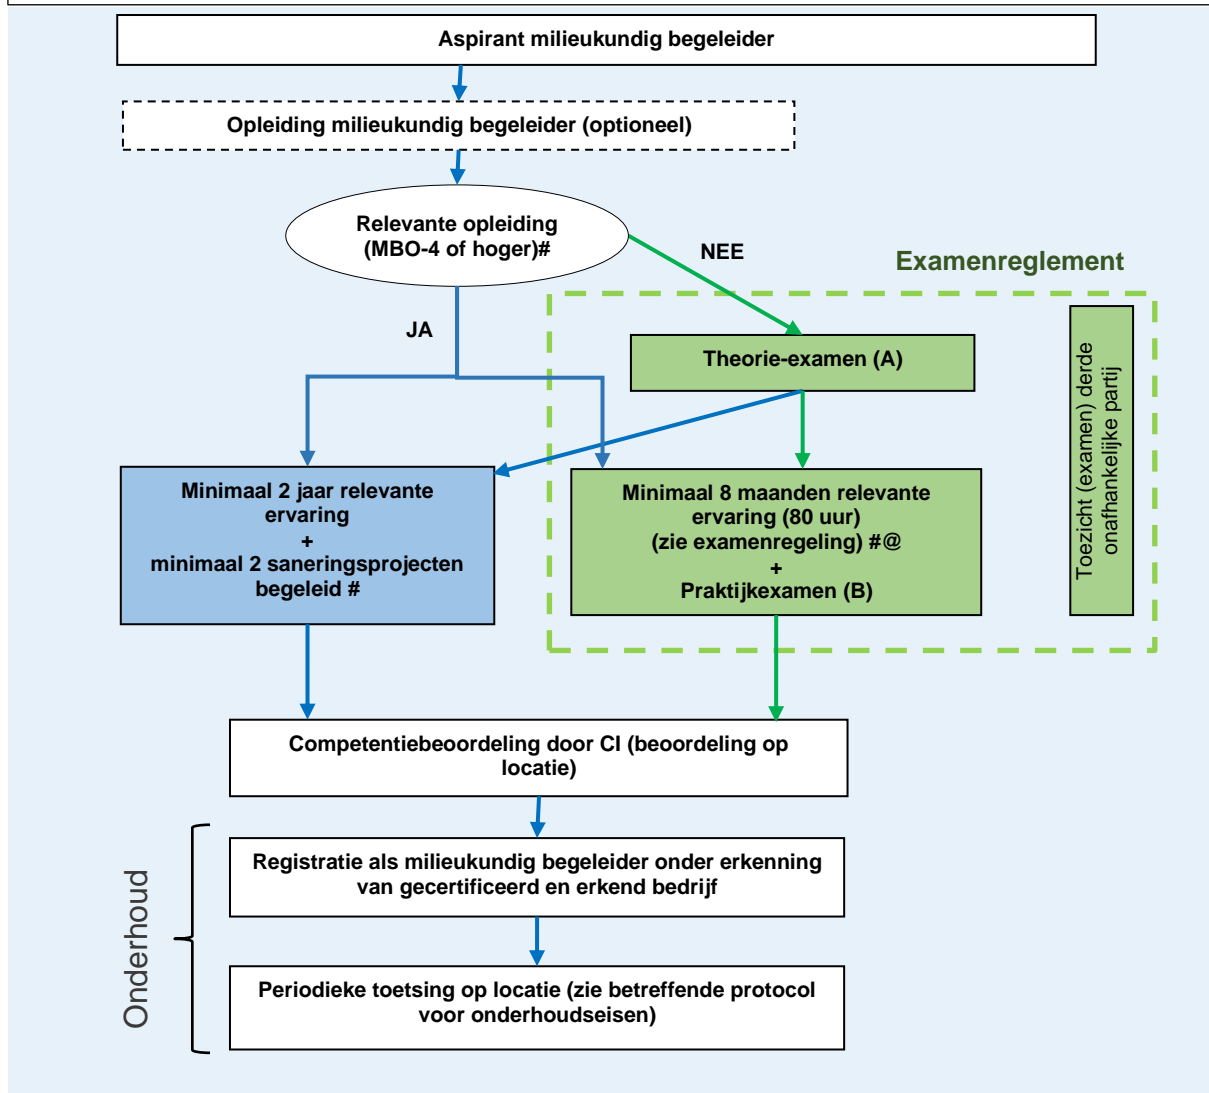 Aspirant milieukundig begeleider
Opleiding milieukundig begeleider (optioneel)
Relevante opleiding
(MBO-4 of hoger)#
NEE
Examenreglement
JA
Theorie-examen (A)
Toezicht (examen) derde
onafhankelijke partij
Minimaal 2 jaar relevante
ervaring
+
minimaal 2 saneringsprojecten
begeleid #
Minimaal 8 maanden relevante
ervaring (80 uur)
(zie examenregeling) #@
+
Praktijkexamen (B)
Competentiebeoordeling door CI (beoordeling op
locatie)
Onderhoud
Registratie als milieukundig begeleider onder erkenning
van gecertificeerd en erkend bedrijf
Periodieke toetsing op locatie (zie betreffende protocol
voor onderhoudseisen)